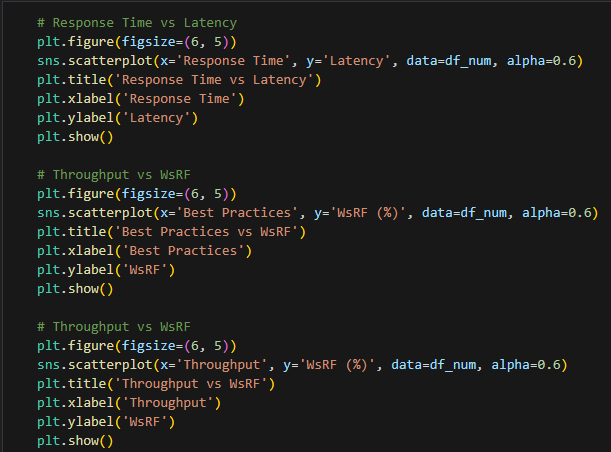 # Response Time vs Latency
plt.figure(figsize=(6, 5))
sns.scatterplot(x='Response Time', y='Latency', data=df_num, alpha=0.6)
plt.title('Response Time vs Latency')
plt.xlabel('Response Time')
plt.ylabel('Latency')
plt.show()

# Throughput vs WsRF
plt.figure(figsize=(6, 5))
sns.scatterplot(x='Best Practices', y='WsRF (%)', data=df_num, alpha=0.6)
plt.title('Best Practices vs WsRF')
plt.xlabel('Best Practices')
plt.ylabel('WsRF')
plt.show()

# Throughput vs WsRF
plt.figure(figsize=(6, 5))
sns.scatterplot(x='Throughput', y='WsRF (%)', data=df_num, alpha=0.6)
plt.title('Throughput vs WsRF')
plt.xlabel('Throughput')
plt.ylabel('WsRF')
plt.show()